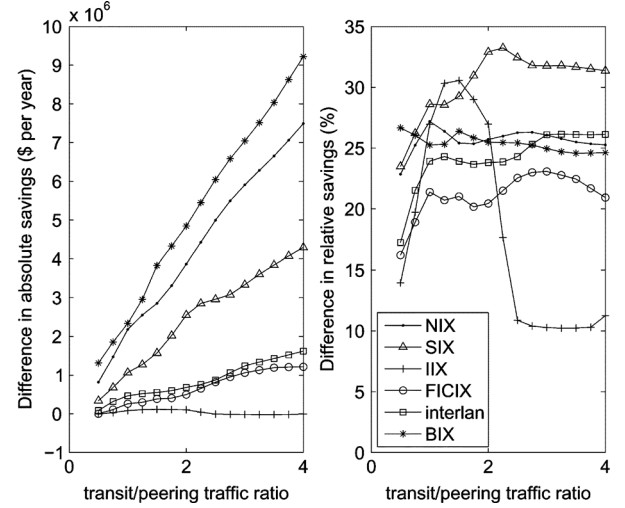 x 10⁶
10
9
8
7
6
5
4
3
2
1
0
−1
0
2
4
Difference in absolute savings ($ per year)
transit/peering traffic ratio
35
30
25
20
15
10
5
0
0
2
4
Difference in relative savings (%)
transit/peering traffic ratio
NIX
SIX
IIX
FICIX
interlan
BIX